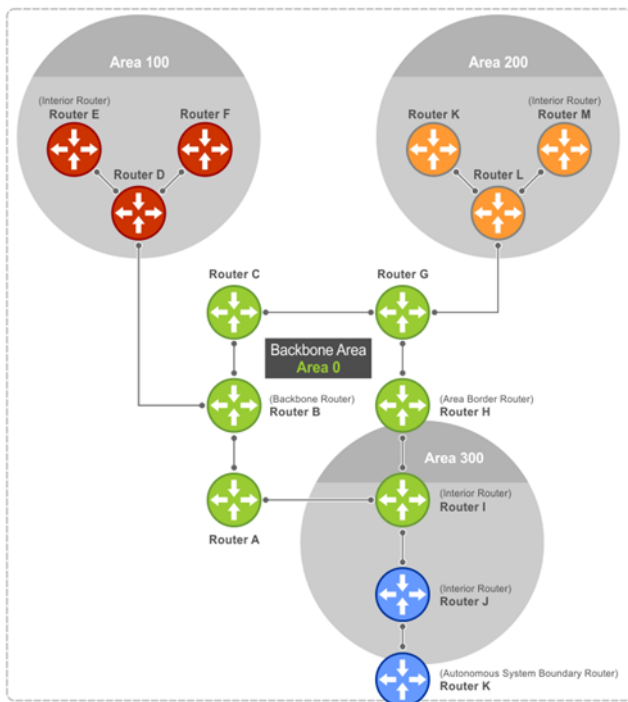 Area 100
Area 200
(Interior Router)
Router E
Router F
Router K
(Interior Router)
Router M
Router D
Router L
Router C
Router G
Backbone Area
Area 0
(Backbone Router)
Router B
(Area Border Router)
Router H
Area 300
(Interior Router)
Router I
Router A
(Interior Router)
Router J
(Autonomous System Boundary Router)
Router K